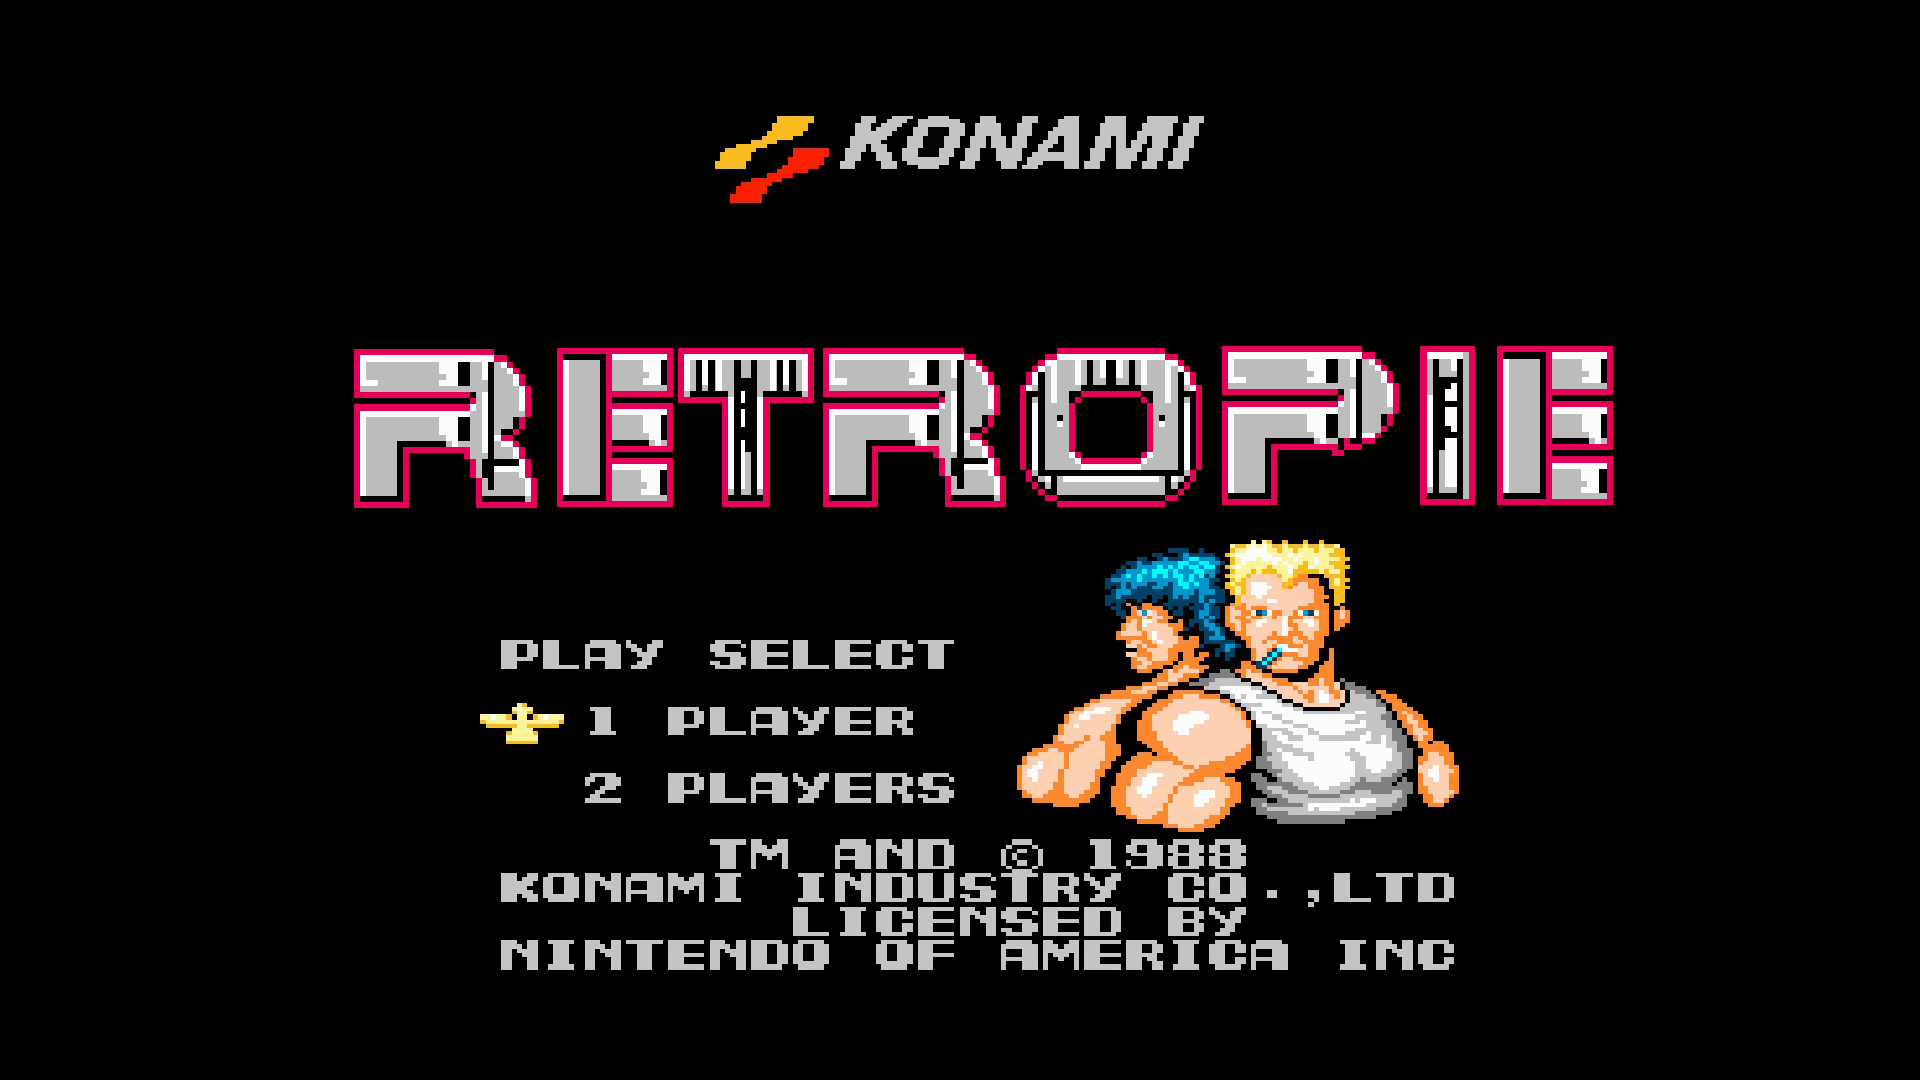 KONAMI
RETROPIE
PLAY SELECT
1 PLAYER
2 PLAYERS
TM AND © 1988
KONAMI INDUSTRY CO.,LTD
LICENSED BY
NINTENDO OF AMERICA INC